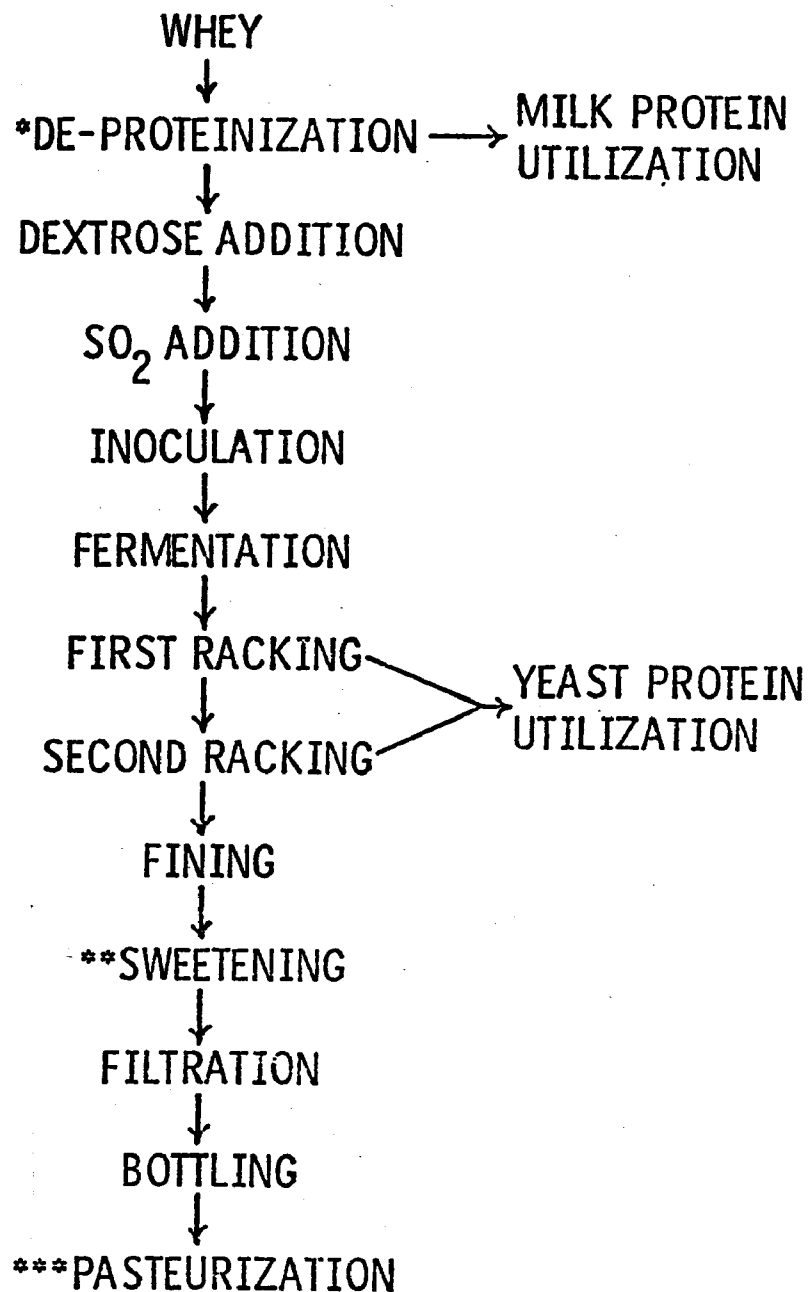 WHEY
*DE-PROTEINIZATION
MILK PROTEIN
UTILIZATION
DEXTROSE ADDITION
SO₂ ADDITION
INOCULATION
FERMENTATION
FIRST RACKING
YEAST PROTEIN
UTILIZATION
SECOND RACKING
FINING
**SWEETENING
FILTRATION
BOTTLING
***PASTEURIZATION